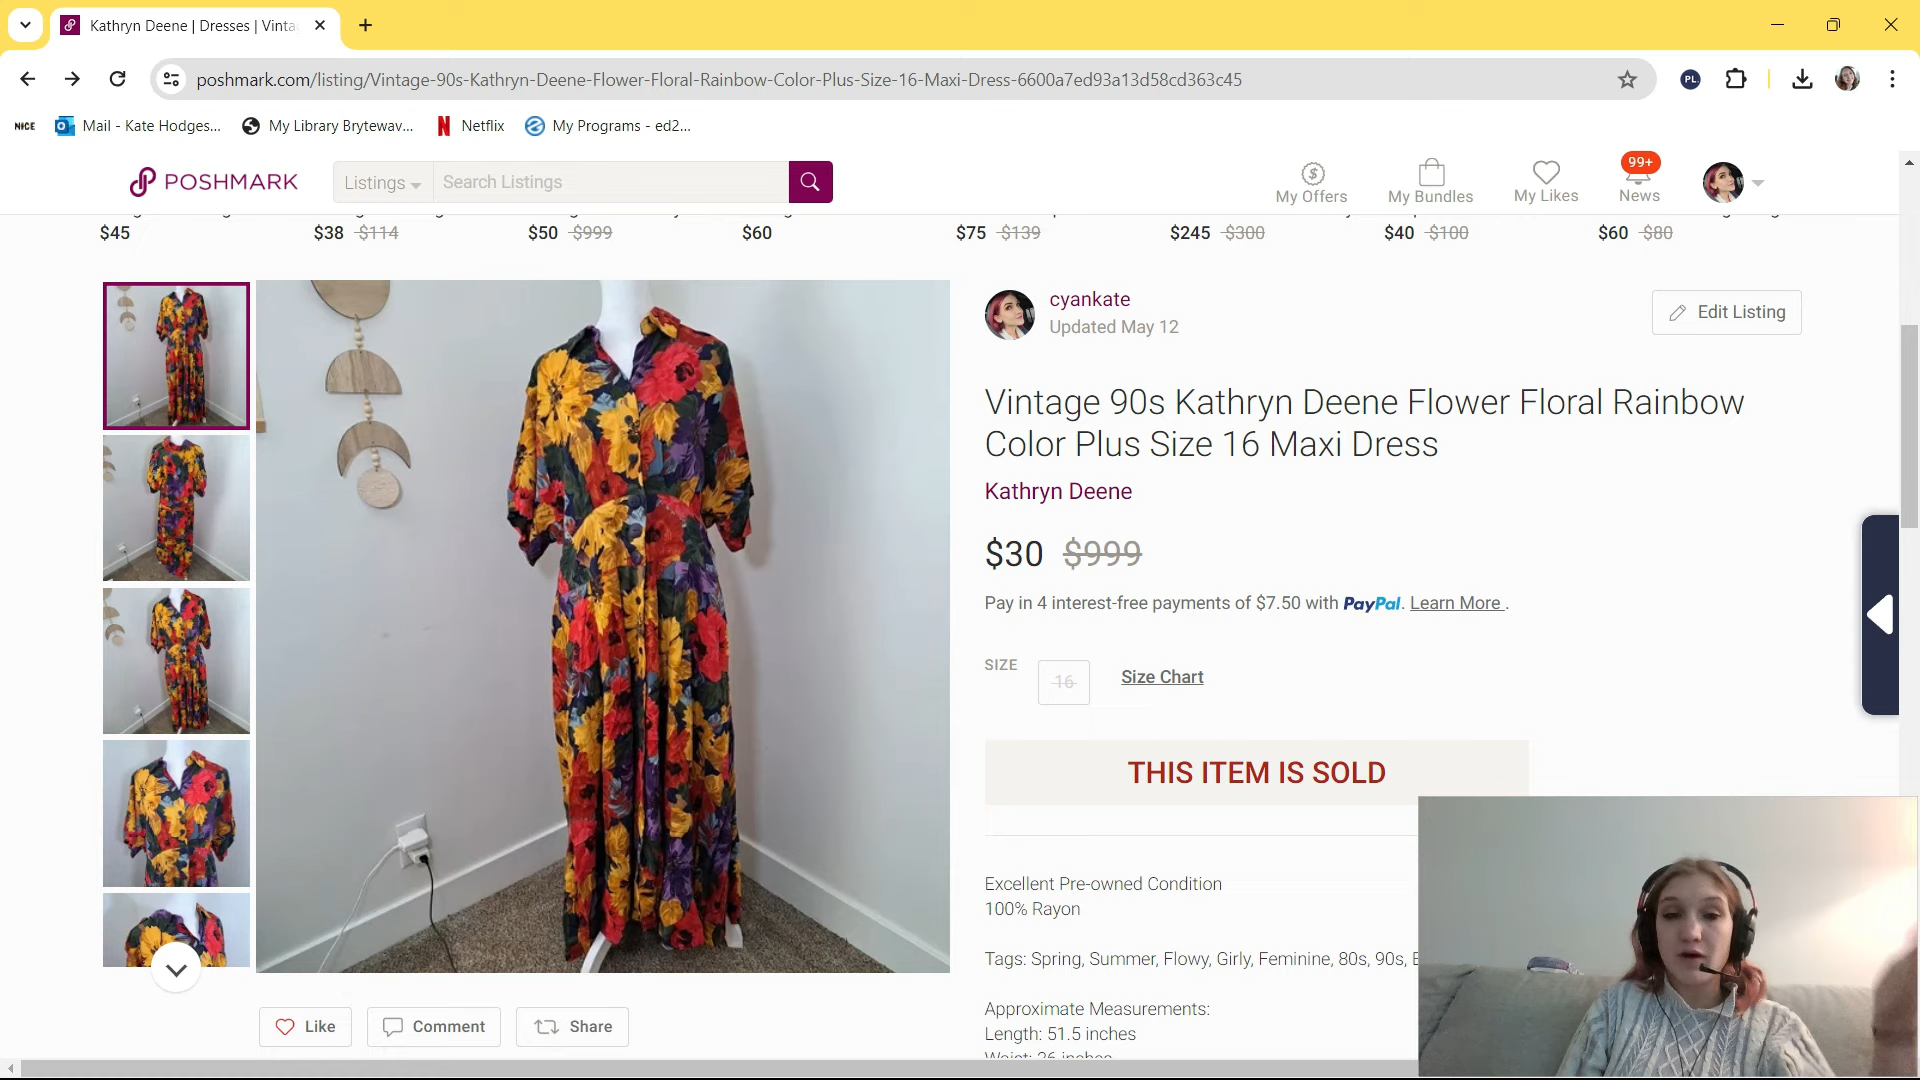 Kathryn Deene | Dresses | Vinta
poshmark.com/listing/Vintage-90s-Kathryn-Deene-Flower-Floral-Rainbow-Color-Plus-Size-16-Maxi-Dress-6600a7ed93a13d58cd363c45
PL
NICE
Mail - Kate Hodges...
My Library Brytewav...
Netflix
My Programs - ed2...
POSHMARK
Listings
Search Listings
My Offers
My Bundles
My Likes
99+
News
$45
$38 $114
$50 $999
$60
$75 $139
$245 $300
$40 $100
$60 $80
cyankate
Updated May 12
Edit Listing
Vintage 90s Kathryn Deene Flower Floral Rainbow
Color Plus Size 16 Maxi Dress
Kathryn Deene
$30 $999
Pay in 4 interest-free payments of $7.50 with PayPal. Learn More .
SIZE
16
Size Chart
THIS ITEM IS SOLD
Excellent Pre-owned Condition
100% Rayon
Tags: Spring, Summer, Flowy, Girly, Feminine, 80s, 90s,
Approximate Measurements:
Length: 51.5 inches
Like
Comment
Share